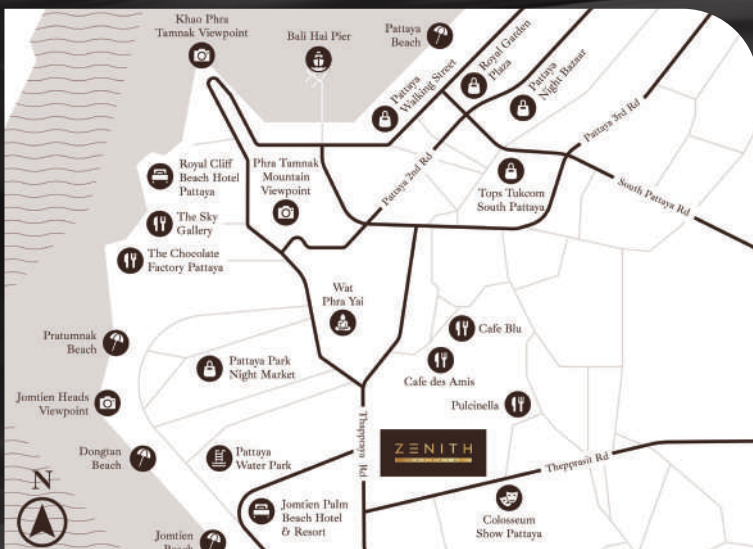 Khao Phra
Tamnak Viewpoint
Bali Hai Pier
Pattaya
Beach
Pattaya
Walking Street
Royal Garden
Plaza
Pattaya
Night Bazaar
Pattaya 3rd Rd
Pattaya 2nd Rd
South Pattaya Rd
Royal Cliff
Beach Hotel
Pattaya
Phra Tamnak
Mountain
Viewpoint
Tops Tukcom
South Pattaya
The Sky
Gallery
The Chocolate
Factory Pattaya
Wat
Phra Yai
Pratumnak
Beach
Cafe Blu
Pattaya Park
Night Market
Cafe des Amis
Jomtien Heads
Viewpoint
Pulcinella
Thappraya Rd
ZENITH
Dongtan
Beach
Pattaya
Water Park
Thepprasit Rd
N
Jomtien Palm
Beach Hotel
& Resort
Colosseum
Show Pattaya
Jomtien
Beach